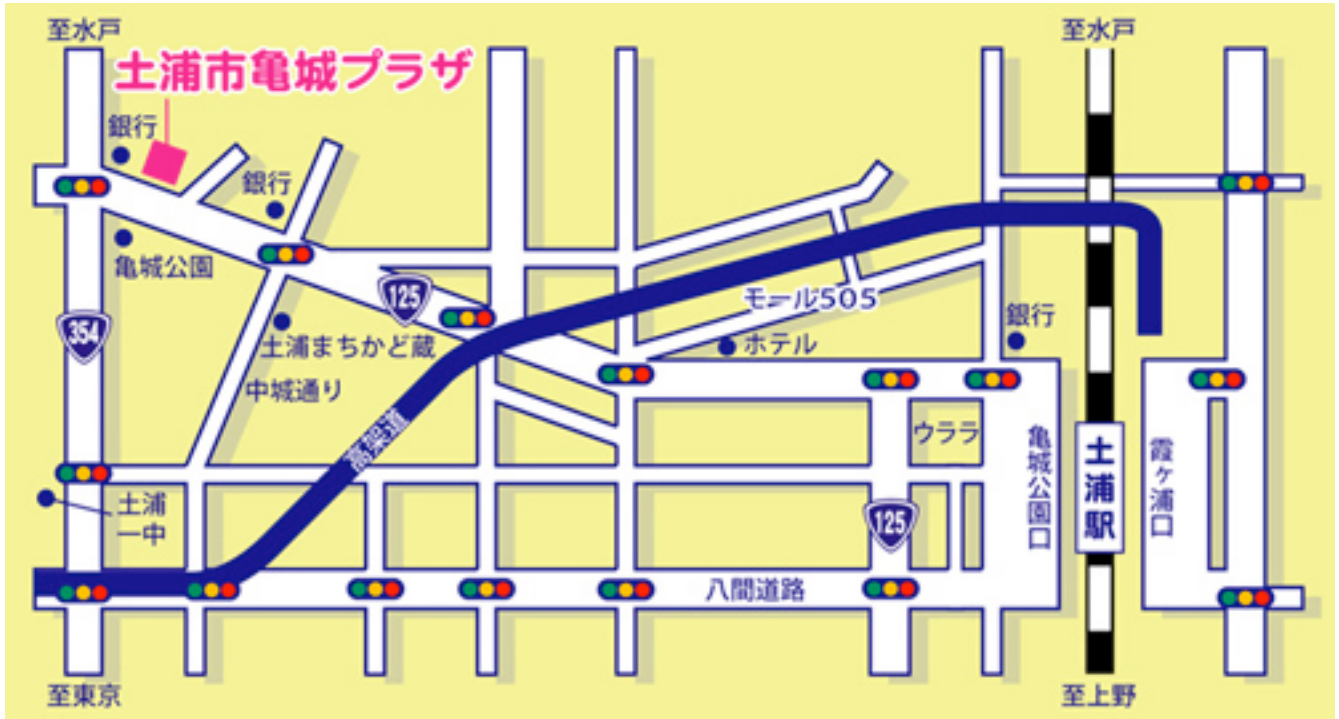 至水戸
至水戸
土浦市亀城プラザ
銀行
銀行
亀城公園
125
モール505
354
土浦まちかど蔵
ホテル
銀行
中城通り
高架道
ウララ
亀城公園口
土浦駅
霞ヶ浦口
土浦
一中
125
八間道路
至東京
至上野